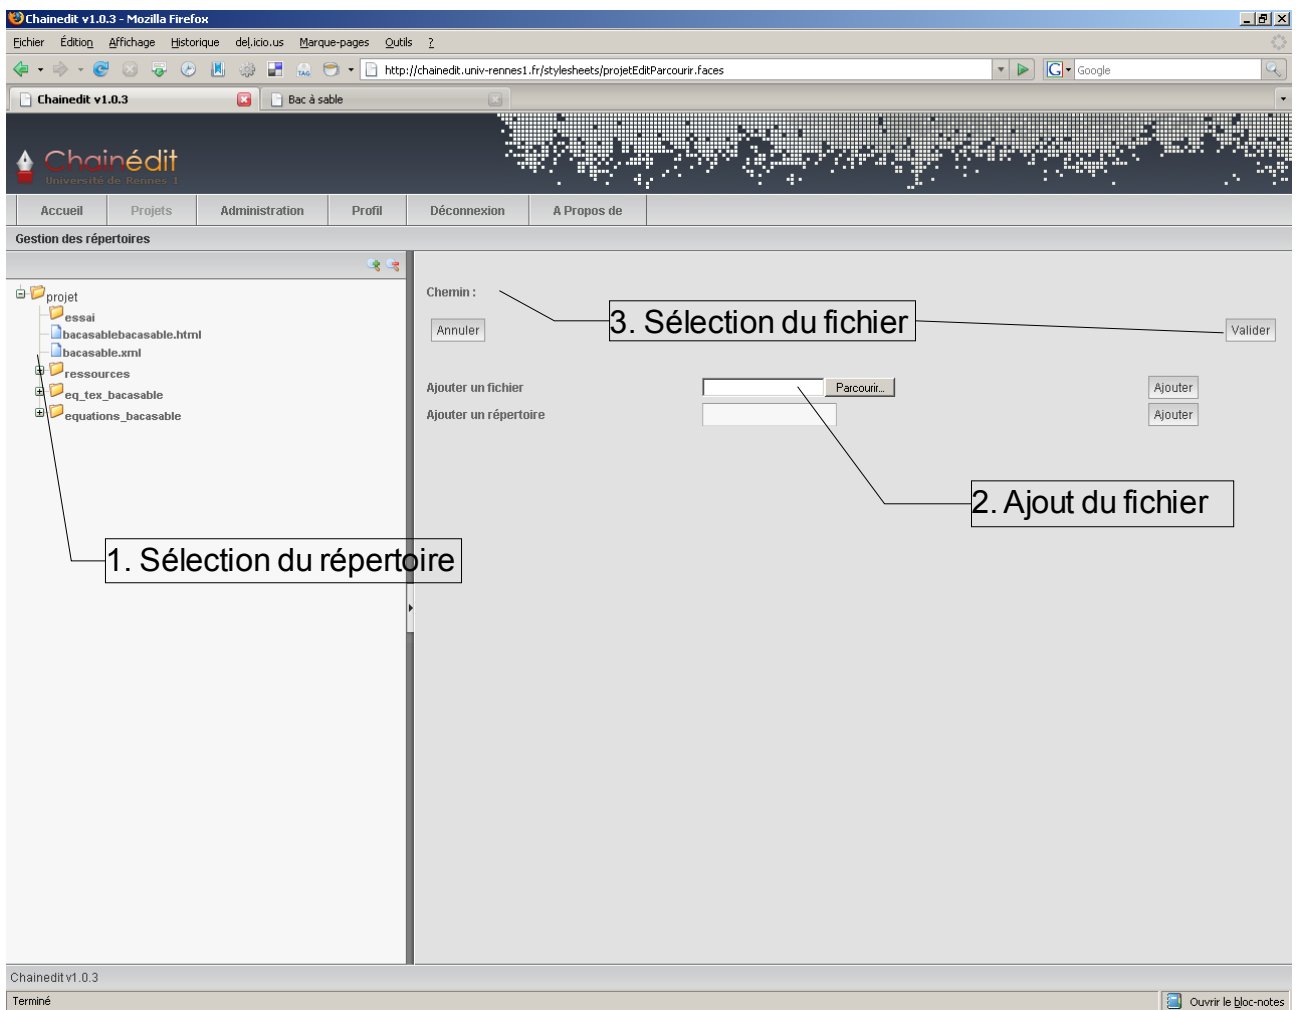 Chainedit v1.0.3 - Mozilla Firefox
Fichier Édition Affichage Historique del.icio.us Marque-pages Outils ?
http://chainedit.univ-rennes1.fr/stylesheets/projetEditParcourir.faces
G Google
Chainedit v1.0.3
Bac à sable
Chainédit
Université de Rennes 1
Accueil Projets Administration Profil Déconnexion A Propos de
Gestion des répertoires
projet
essai
bacasablebacasable.html
bacasable.xml
ressources
eq_tex_bacasable
equations_bacasable
1. Sélection du répertoire
Chemin :
3. Sélection du fichier
Annuler
Valider
Ajouter un fichier
Parcourir...
Ajouter
Ajouter un répertoire
Ajouter
2. Ajout du fichier
Chainedit v1.0.3
Terminé
Ouvrir le bloc-notes